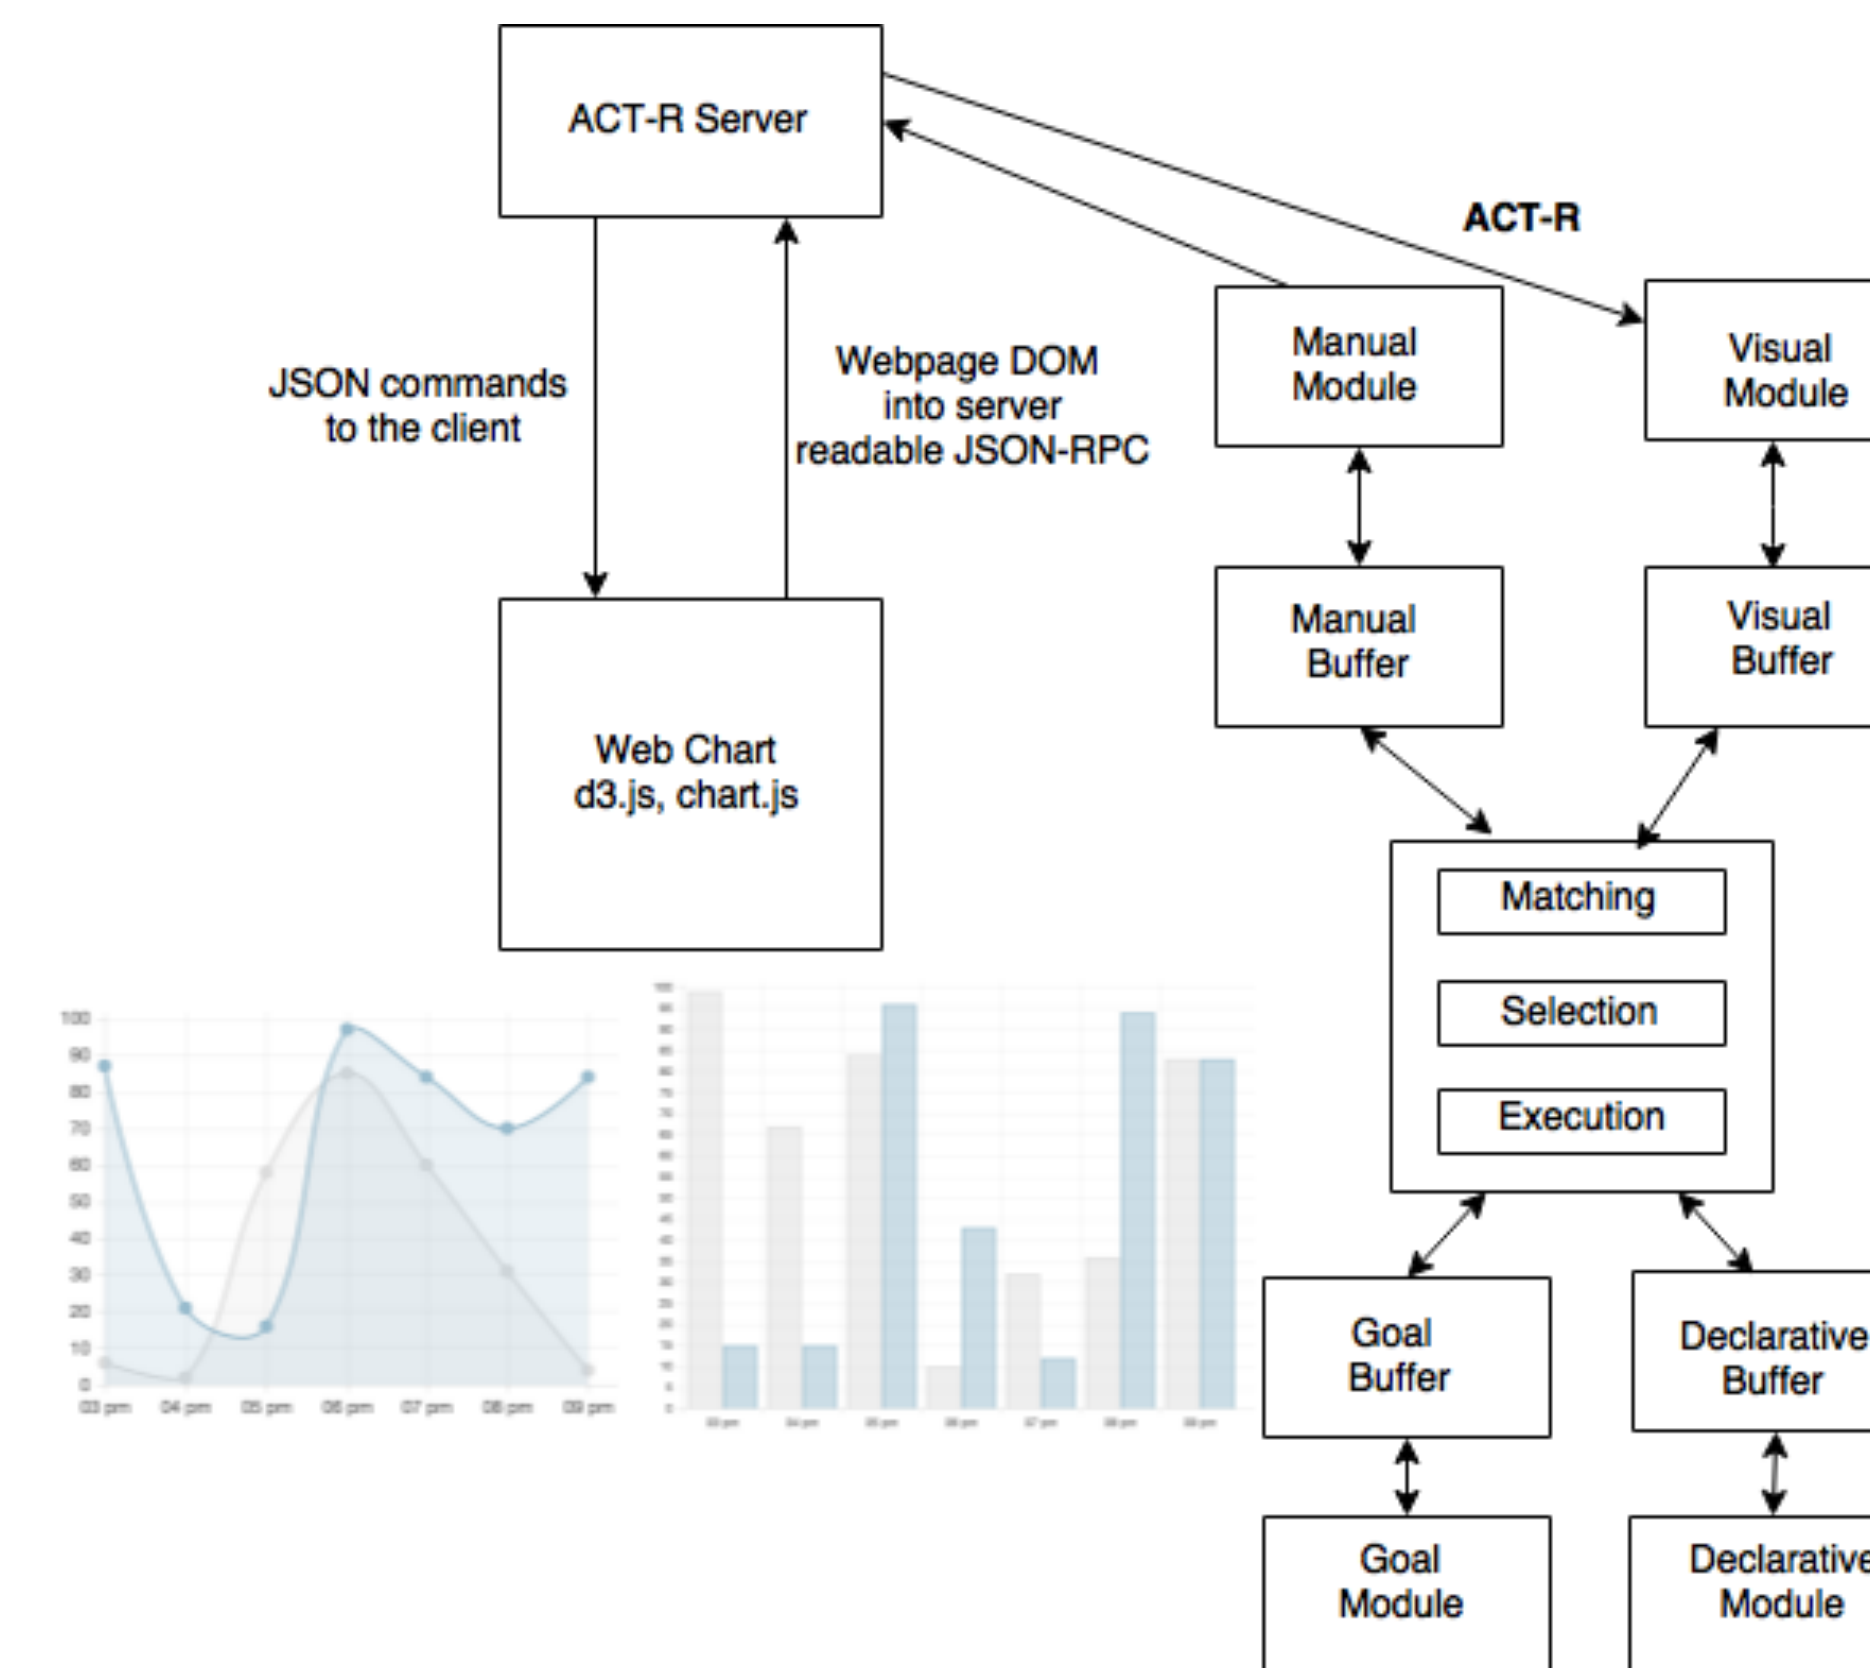 ACT-R Server
ACT-R
JSON commands
to the client
Webpage DOM
into server
readable JSON-RPC
Manual
Module
Visual
Module
Manual
Buffer
Visual
Buffer
Web Chart
d3.js, chart.js
Matching
Selection
Execution
Goal
Buffer
Declarative
Buffer
Goal
Module
Declarative
Module
100
90
80
70
60
50
40
30
20
10
0
03 pm 04 pm 05 pm 06 pm 07 pm 08 pm 09 pm